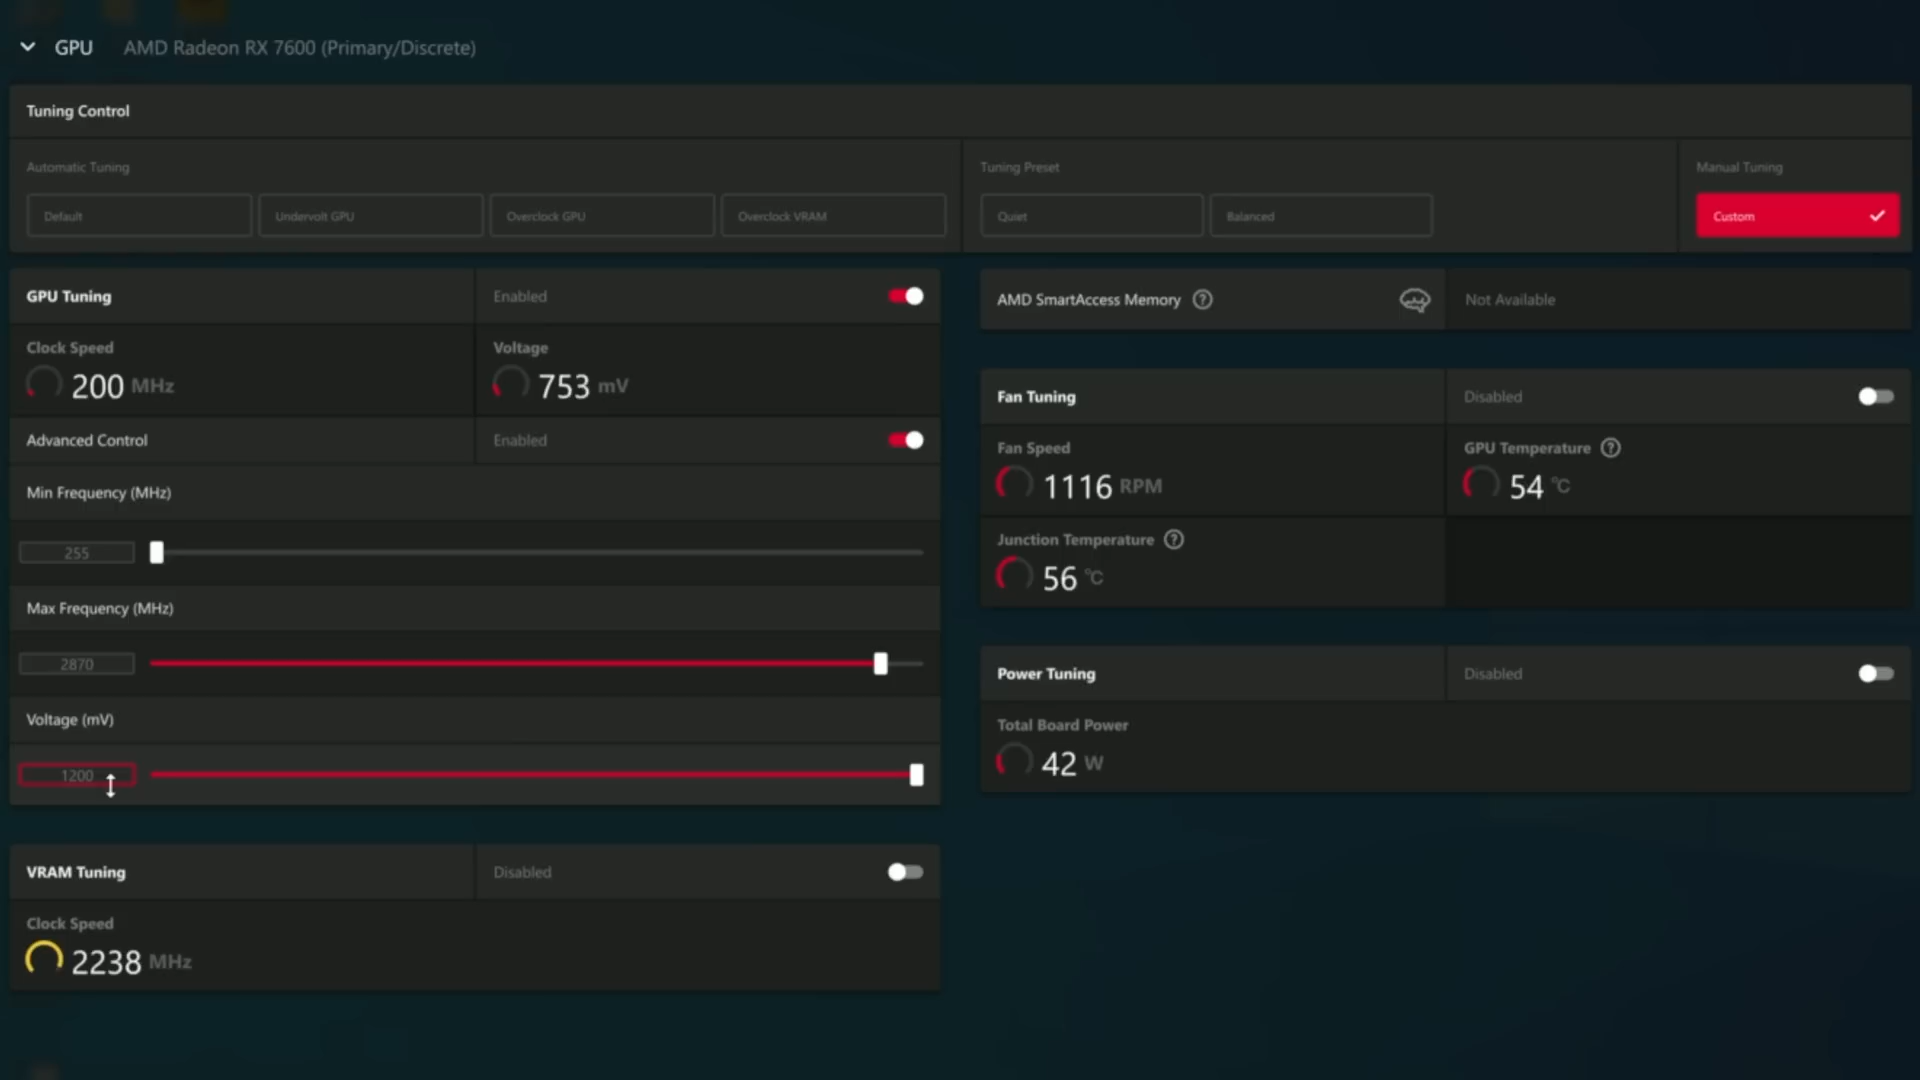 GPU AMD Radeon RX 7600 (Primary/Discrete)
Tuning Control
Automatic Tuning
Default
Undervolt GPU
Overclock GPU
Overclock VRAM
Tuning Preset
Quiet
Balanced
Manual Tuning
Custom
GPU Tuning
Enabled
Clock Speed
200 MHz
Voltage
753 mV
Advanced Control
Enabled
Min Frequency (MHz)
255
Max Frequency (MHz)
2870
Voltage (mV)
1200
VRAM Tuning
Disabled
Clock Speed
2238 MHz
AMD SmartAccess Memory ?
Not Available
Fan Tuning
Disabled
Fan Speed
1116 RPM
GPU Temperature ?
54 °C
Junction Temperature ?
56 °C
Power Tuning
Disabled
Total Board Power
42 W